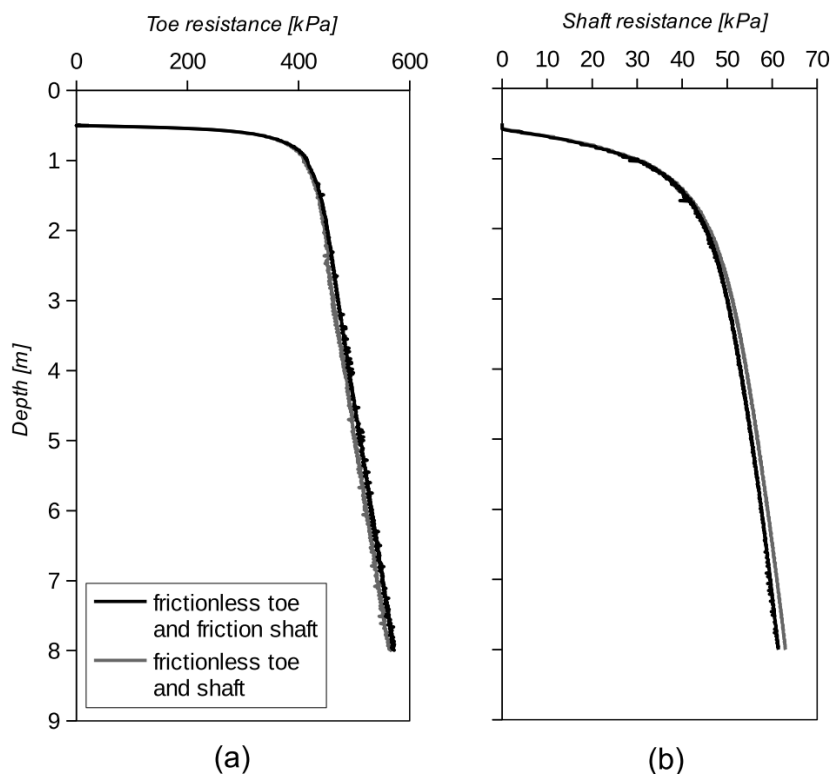 Toe resistance [kPa]
0 200 400 600
0
1
2
3
4
5
6
7
8
9
Depth [m]
frictionless toe
and friction shaft
frictionless toe
and shaft
(a)
Shaft resistance [kPa]
0 10 20 30 40 50 60 70
(b)